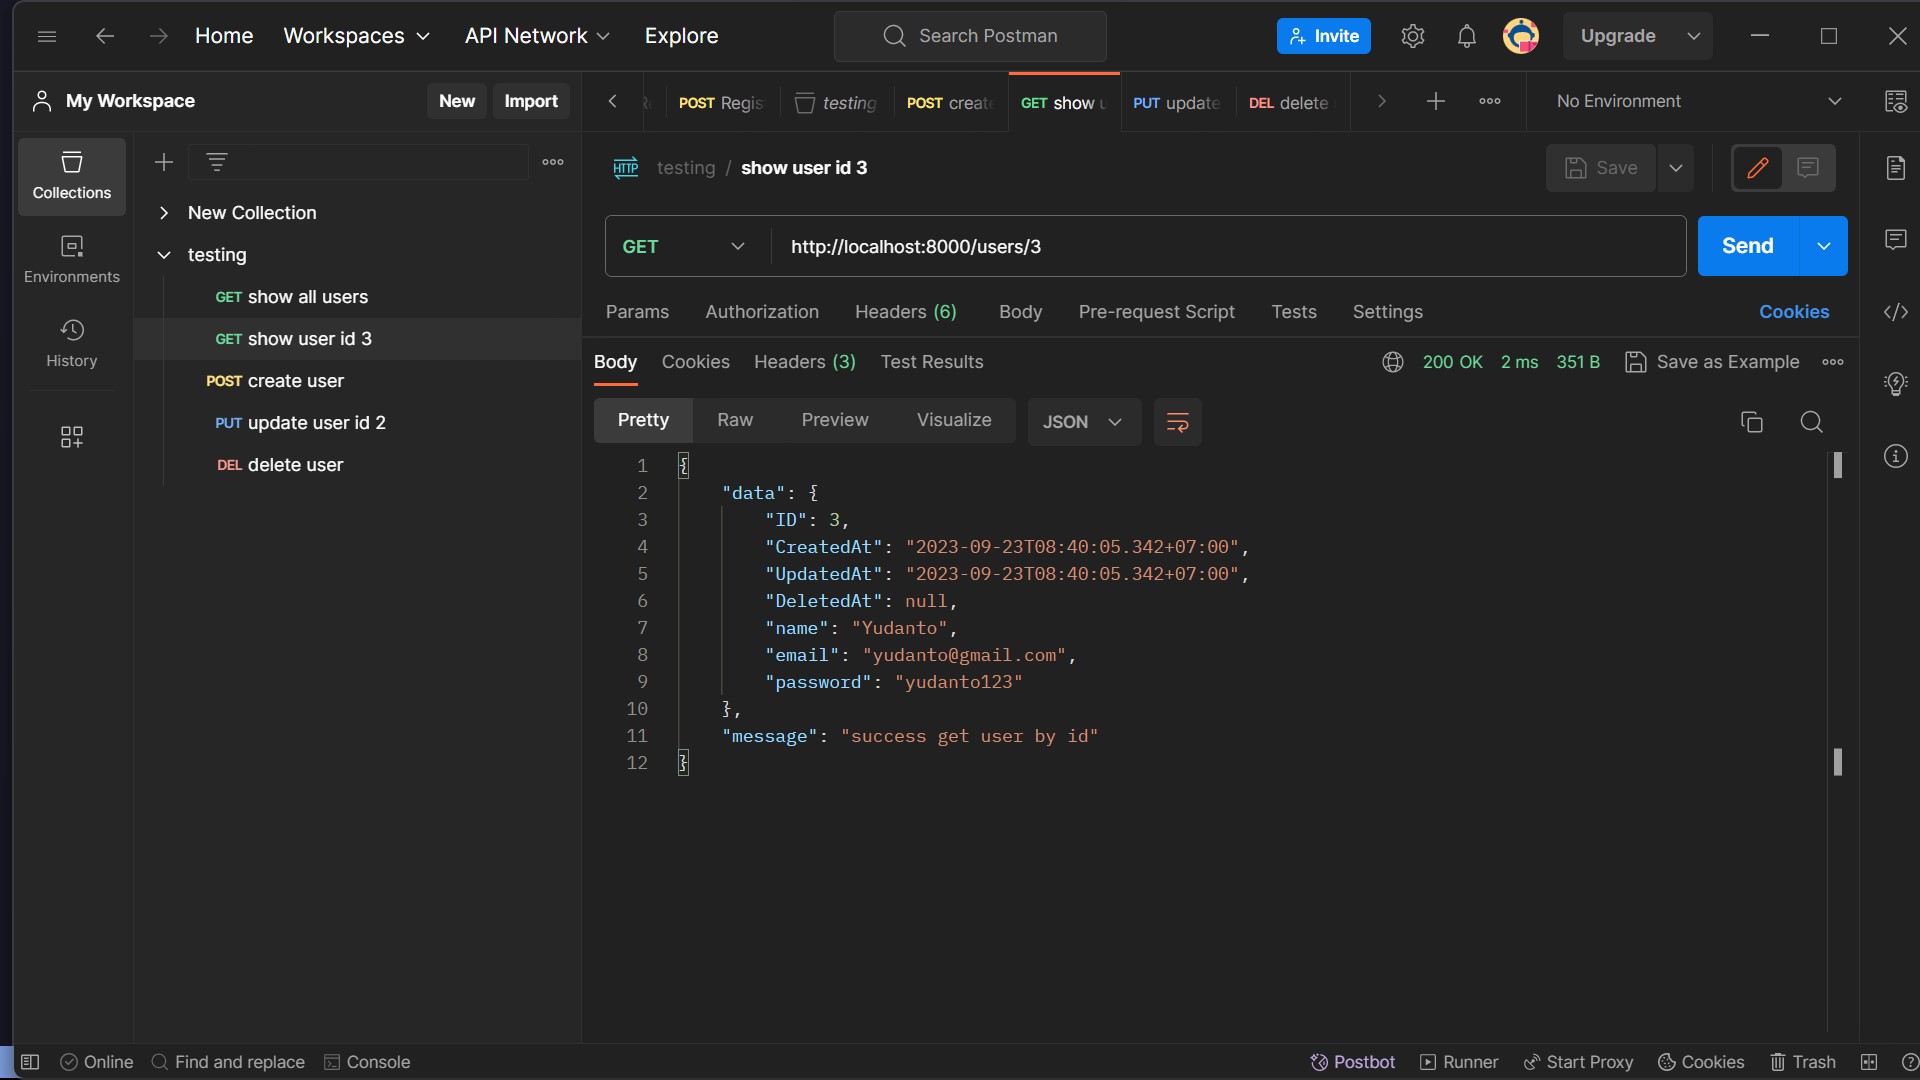 Home Workspaces API Network Explore Search Postman Invite Upgrade
My Workspace New Import
POST Regis testing POST creat GET show u PUT update DEL delete No Environment
Collections
Environments
History
New Collection
testing
GET show all users
GET show user id 3
POST create user
PUT update user id 2
DEL delete user
HTTP testing / show user id 3 Save
GET http://localhost:8000/users/3 Send
Params Authorization Headers (6) Body Pre-request Script Tests Settings Cookies
Body Cookies Headers (3) Test Results 200 OK 2 ms 351 B Save as Example
Pretty Raw Preview Visualize JSON
1 {
2 "data": {
3 "ID": 3,
4 "CreatedAt": "2023-09-23T08:40:05.342+07:00",
5 "UpdatedAt": "2023-09-23T08:40:05.342+07:00",
6 "DeletedAt": null,
7 "name": "Yudanto",
8 "email": "yudanto@gmail.com",
9 "password": "yudanto123"
10 },
11 "message": "success get user by id"
12 }
Online Find and replace Console Postbot Runner Start Proxy Cookies Trash